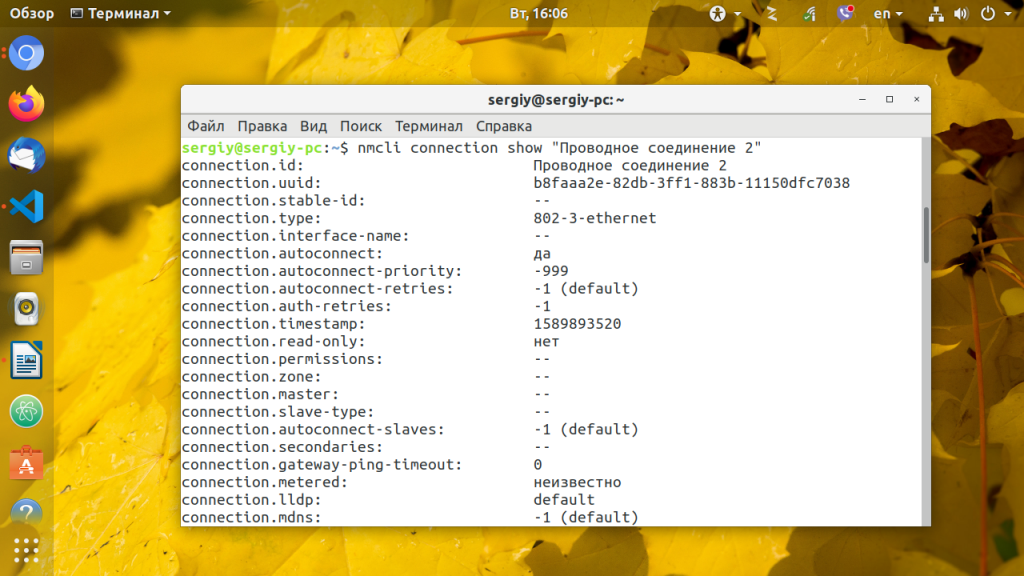 Обзор Терминал Вт, 16:06 en
sergiy@sergiy-pc: ~
Файл Правка Вид Поиск Терминал Справка
sergiy@sergiy-pc:~$ nmcli connection show "Проводное соединение 2"
connection.id: Проводное соединение 2
connection.uuid: b8faaa2e-82db-3ff1-883b-11150dfc7038
connection.stable-id: --
connection.type: 802-3-ethernet
connection.interface-name: --
connection.autoconnect: да
connection.autoconnect-priority: -999
connection.autoconnect-retries: -1 (default)
connection.auth-retries: -1
connection.timestamp: 1589893520
connection.read-only: нет
connection.permissions: --
connection.zone: --
connection.master: --
connection.slave-type: --
connection.autoconnect-slaves: -1 (default)
connection.secondaries: --
connection.gateway-ping-timeout: 0
connection.metered: неизвестно
connection.lldp: default
connection.mdns: -1 (default)